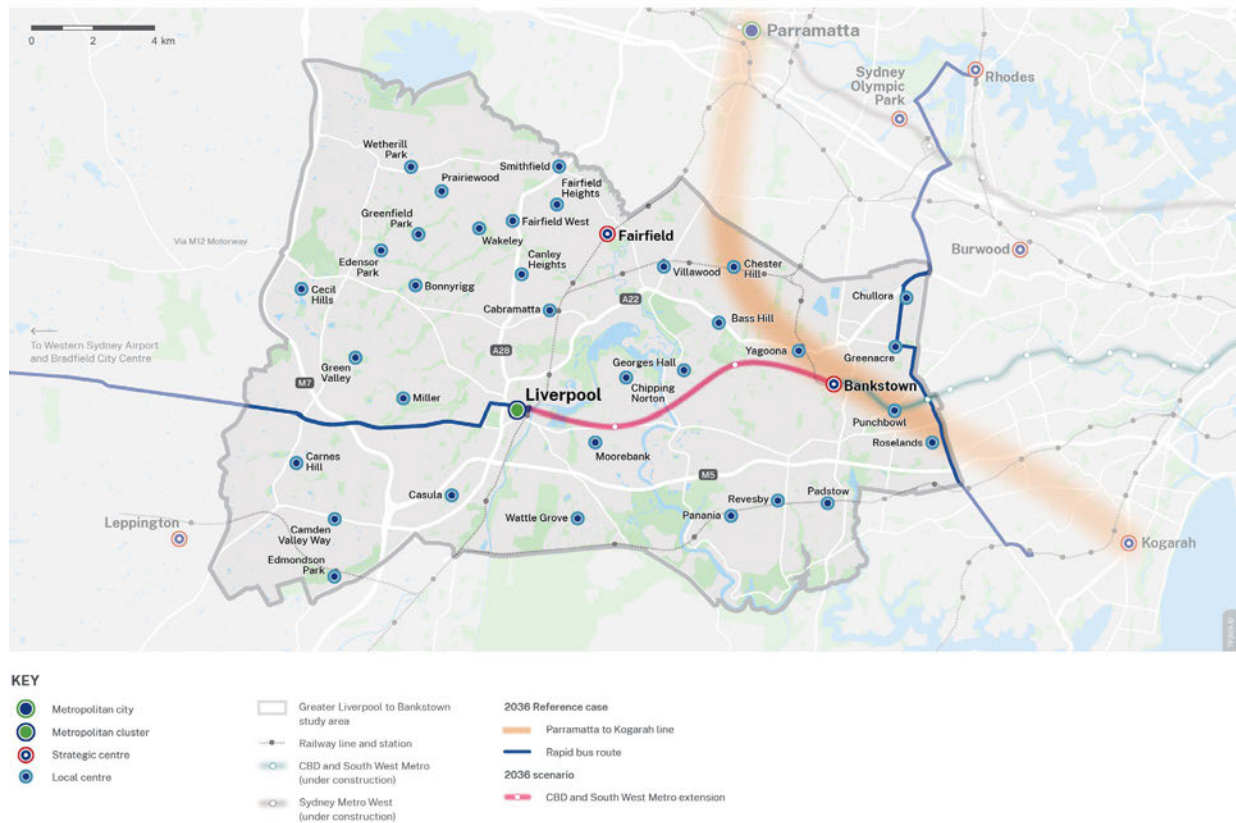 0 2 4 km
Parramatta
Sydney
Olympic
Park
Rhodes
Wetherill
Park
Smithfield
Prairiewood
Fairfield
Heights
Greenfield
Park
Fairfield West
Fairfield
Via M12 Motorway
Wakeley
Burwood
Edensor
Park
Canley
Heights
Villawood
Chester
Hill
Cecil
Hills
Bonnyrigg
Chullora
A22
Cabramatta
Bass Hill
To Western Sydney Airport
and Bradfield City Centre
A28
Yagoona
Greenacre
Green
Valley
Georges Hall
M7
Chipping
Norton
Bankstown
Miller
Liverpool
Punchbowl
Roselands
Moorebank
Carnes
Hill
M5
Casula
Revesby
Padstow
Leppington
Camden
Valley Way
Wattle Grove
Panania
Kogarah
Edmondson
Park
KEY
Metropolitan city
Metropolitan cluster
Strategic centre
Local centre
Greater Liverpool to Bankstown
study area
Railway line and station
CBD and South West Metro
(under construction)
Sydney Metro West
(under construction)
2036 Reference case
Parramatta to Kogarah line
Rapid bus route
2036 scenario
CBD and South West Metro extension